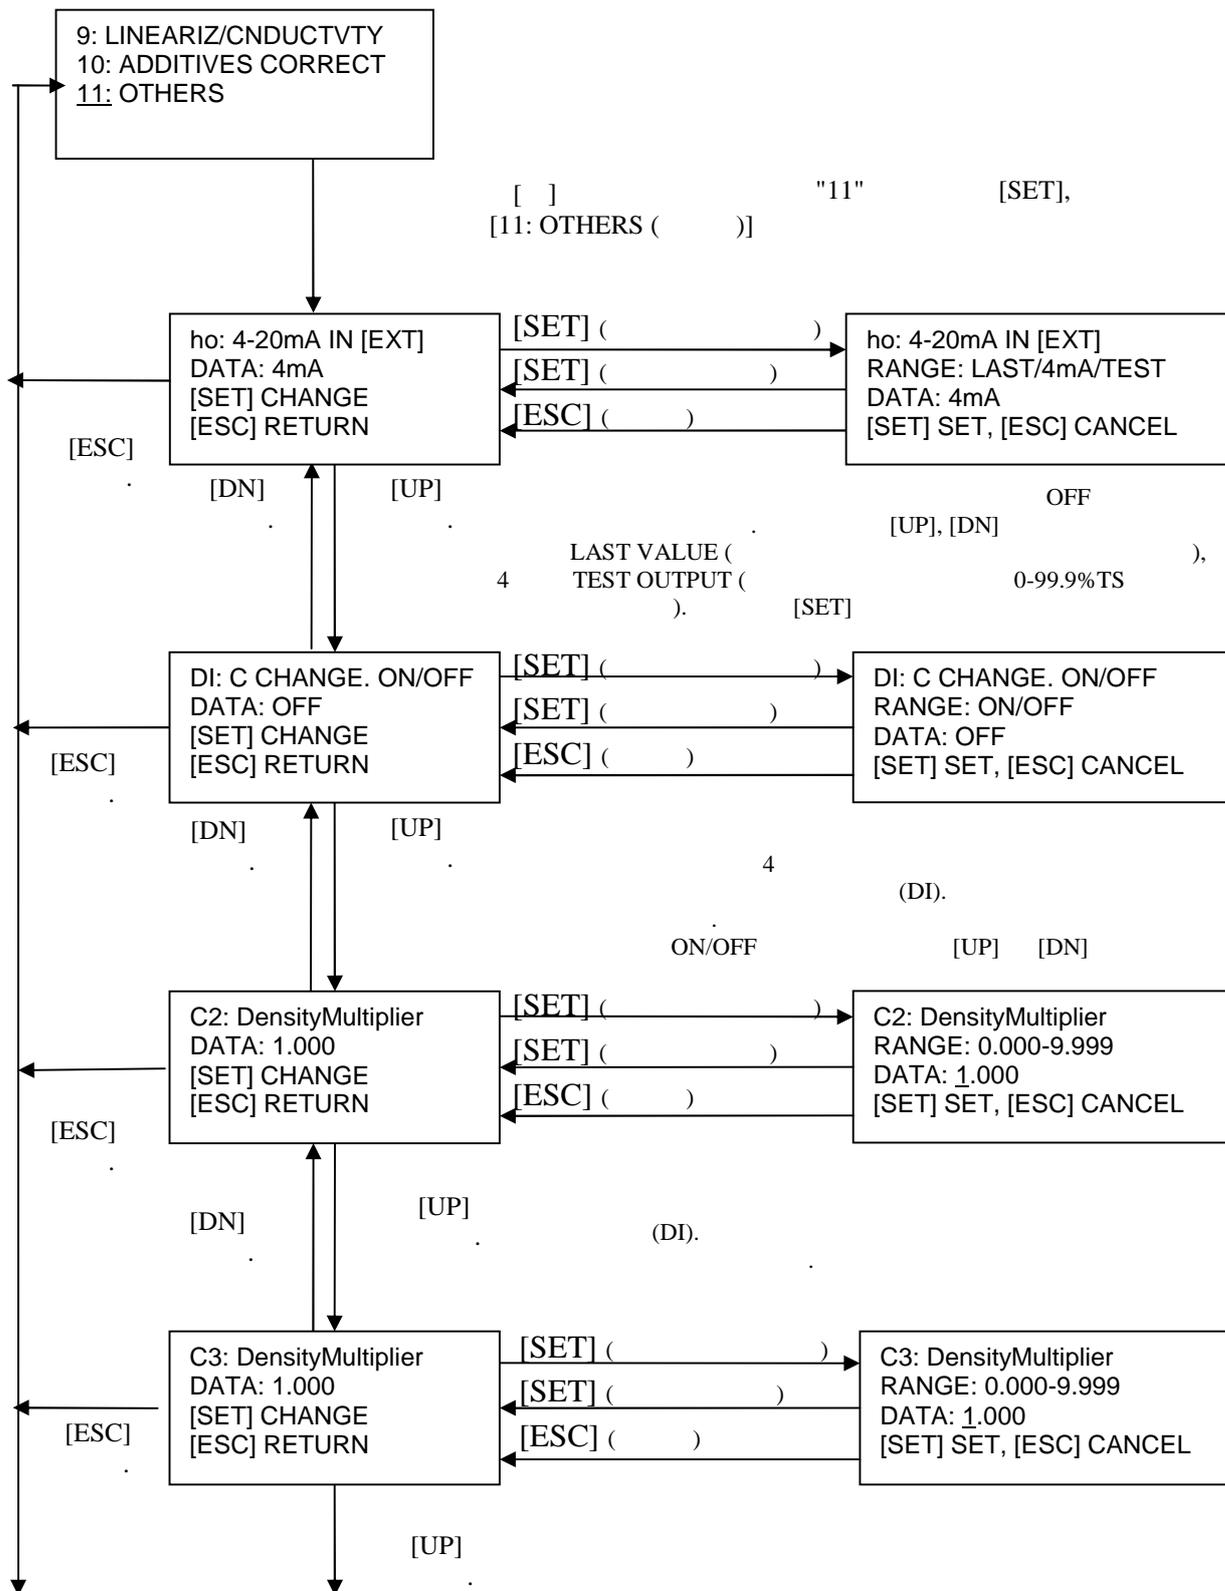 9: LINEARIZ/CNDUCTVTY
10: ADDITIVES CORRECT
11: OTHERS
[ ] "11" [SET],
[11: OTHERS ( )]
ho: 4-20mA IN [EXT]
DATA: 4mA
[SET] CHANGE
[ESC] RETURN
[SET] ( )
[SET] ( )
[ESC] ( )
ho: 4-20mA IN [EXT]
RANGE: LAST/4mA/TEST
DATA: 4mA
[SET] SET, [ESC] CANCEL
[ESC]
.
[DN]
.
[UP]
.
OFF
. [UP], [DN]
LAST VALUE ( ),
4 TEST OUTPUT ( 0-99.9%TS
). [SET]
DI: C CHANGE. ON/OFF
DATA: OFF
[SET] CHANGE
[ESC] RETURN
[SET] ( )
[SET] ( )
[ESC] ( )
DI: C CHANGE. ON/OFF
RANGE: ON/OFF
DATA: OFF
[SET] SET, [ESC] CANCEL
[ESC]
.
[DN]
.
[UP]
.
4
(DI).
.
ON/OFF [UP] [DN]
C2: DensityMultiplier
DATA: 1.000
[SET] CHANGE
[ESC] RETURN
[SET] ( )
[SET] ( )
[ESC] ( )
C2: DensityMultiplier
RANGE: 0.000-9.999
DATA: 1.000
[SET] SET, [ESC] CANCEL
[ESC]
.
[DN]
.
[UP]
.
(DI).
.
C3: DensityMultiplier
DATA: 1.000
[SET] CHANGE
[ESC] RETURN
[SET] ( )
[SET] ( )
[ESC] ( )
C3: DensityMultiplier
RANGE: 0.000-9.999
DATA: 1.000
[SET] SET, [ESC] CANCEL
[ESC]
.
[UP]
.